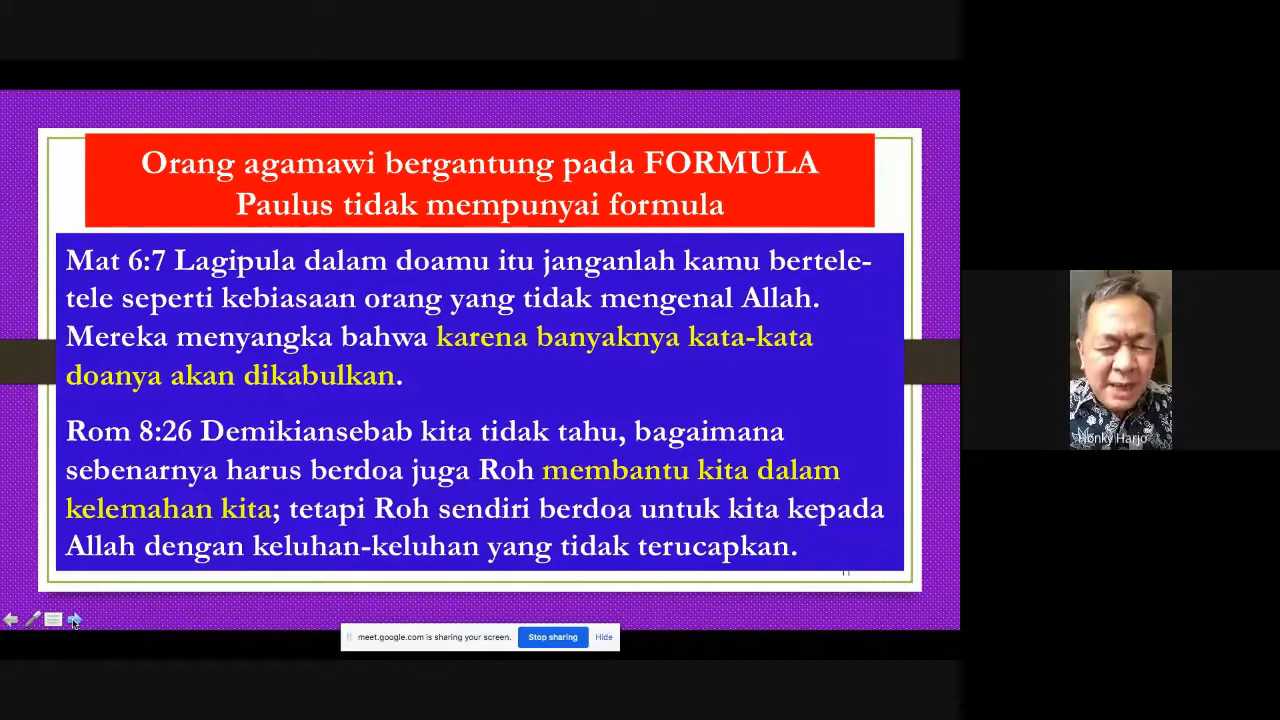 Orang agamawi bergantung pada FORMULA
Paulus tidak mempunyai formula
Mat 6:7 Lagipula dalam doamu itu janganlah kamu bertele-
tele seperti kebiasaan orang yang tidak mengenal Allah.
Mereka menyangka bahwa karena banyaknya kata-kata
doanya akan dikabulkan.
Rom 8:26 Demikiansebab kita tidak tahu, bagaimana
sebenarnya harus berdoa juga Roh membantu kita dalam
kelemahan kita; tetapi Roh sendiri berdoa untuk kita kepada
Allah dengan keluhan-keluhan yang tidak terucapkan.
Honky Harjo
meet.google.com is sharing your screen. Stop sharing Hide